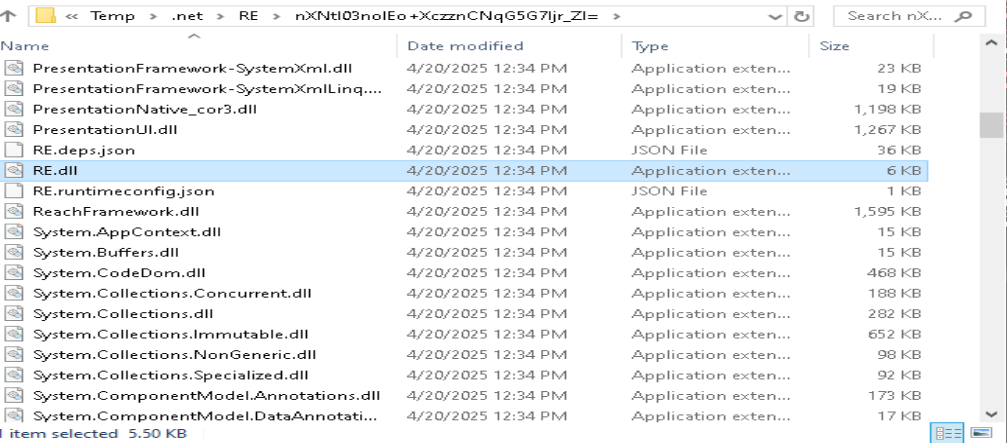 « Temp > .net > RE > nXNtI03noIEo+XczznCNqG5G7Ijr_ZI= > Search nX...
Name Date modified Type Size
PresentationFramework-SystemXml.dll 4/20/2025 12:34 PM Application exten... 23 KB
PresentationFramework-SystemXmlLinq.... 4/20/2025 12:34 PM Application exten... 19 KB
PresentationNative_cor3.dll 4/20/2025 12:34 PM Application exten... 1,198 KB
PresentationUI.dll 4/20/2025 12:34 PM Application exten... 1,267 KB
RE.deps.json 4/20/2025 12:34 PM JSON File 36 KB
RE.dll 4/20/2025 12:34 PM Application exten... 6 KB
RE.runtimeconfig.json 4/20/2025 12:34 PM JSON File 1 KB
ReachFramework.dll 4/20/2025 12:34 PM Application exten... 1,595 KB
System.AppContext.dll 4/20/2025 12:34 PM Application exten... 15 KB
System.Buffers.dll 4/20/2025 12:34 PM Application exten... 15 KB
System.CodeDom.dll 4/20/2025 12:34 PM Application exten... 468 KB
System.Collections.Concurrent.dll 4/20/2025 12:34 PM Application exten... 188 KB
System.Collections.dll 4/20/2025 12:34 PM Application exten... 282 KB
System.Collections.Immutable.dll 4/20/2025 12:34 PM Application exten... 652 KB
System.Collections.NonGeneric.dll 4/20/2025 12:34 PM Application exten... 98 KB
System.Collections.Specialized.dll 4/20/2025 12:34 PM Application exten... 92 KB
System.ComponentModel.Annotations.dll 4/20/2025 12:34 PM Application exten... 173 KB
System.ComponentModel.DataAnnotati... 4/20/2025 12:34 PM Application exten... 17 KB
1 item selected 5.50 KB